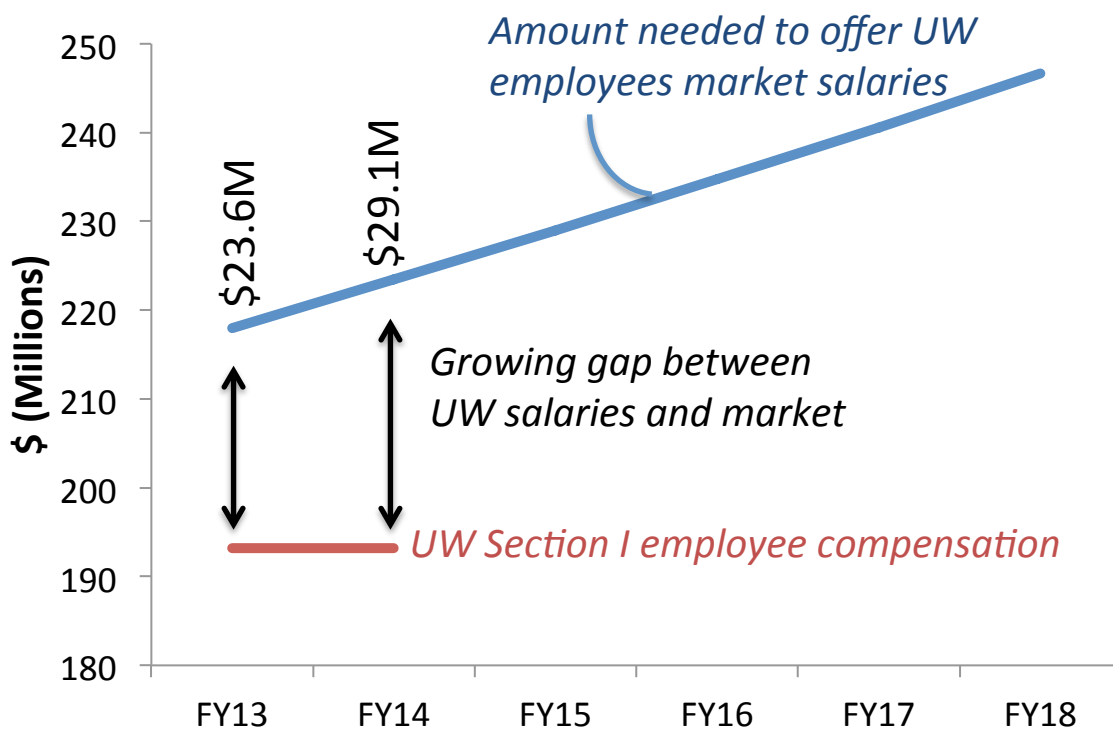 Amount needed to offer UW
employees market salaries
250
240
230
220
210
200
190
180
$ (Millions)
$23.6M
$29.1M
Growing gap between
UW salaries and market
UW Section I employee compensation
FY13
FY14
FY15
FY16
FY17
FY18